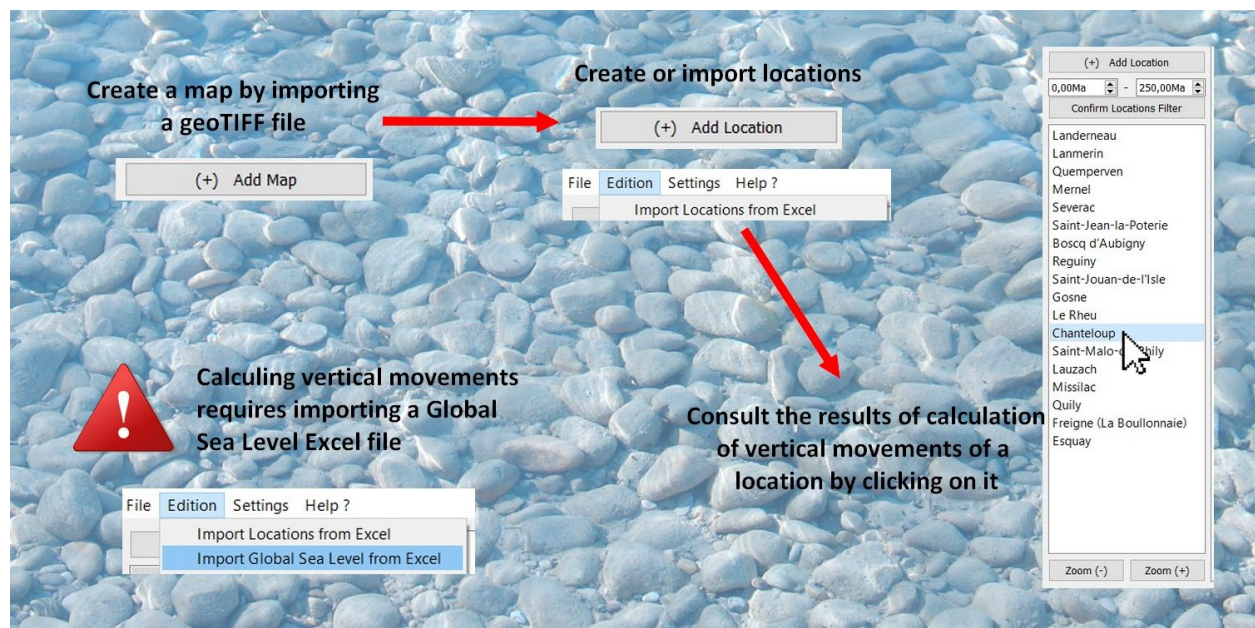 Create a map by importing
a geoTIFF file
(+) Add Map
Create or import locations
(+) Add Location
File Edition Settings Help ?
Import Locations from Excel
Calculing vertical movements
requires importing a Global
Sea Level Excel file
File Edition Settings Help ?
Import Locations from Excel
Import Global Sea Level from Excel
Consult the results of calculation
of vertical movements of a
location by clicking on it
(+) Add Location
0,00Ma - 250,00Ma
Confirm Locations Filter
Landerneau
Lanmerin
Quemperven
Mernel
Severac
Saint-Jean-la-Poterie
Boscq d'Aubigny
Reguiny
Saint-Jouan-de-l'Isle
Gosne
Le Rheu
Chanteloup
Lauzach
Missilac
Quily
Freigne (La Boullonnaie)
Esquay
Zoom (-) Zoom (+)